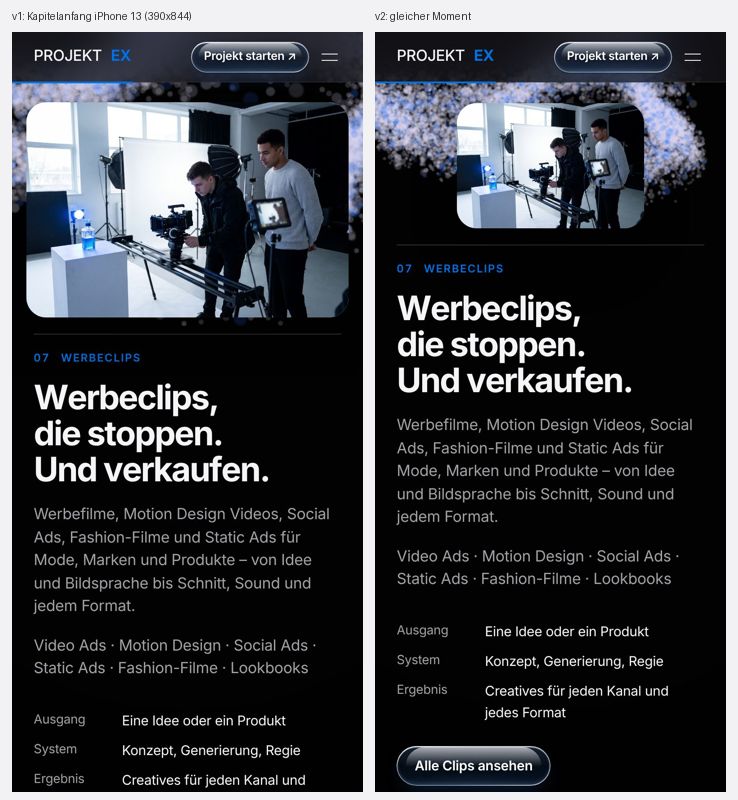 v1: Kapitelanfang iPhone 13 (390x844)
PROJEKT EX
Projekt starten ↗
07 WERBECLIPS
Werbeclips,
die stoppen.
Und verkaufen.
Werbefilme, Motion Design Videos, Social
Ads, Fashion-Filme und Static Ads für
Mode, Marken und Produkte – von Idee
und Bildsprache bis Schnitt, Sound und
jedem Format.
Video Ads · Motion Design · Social Ads ·
Static Ads · Fashion-Filme · Lookbooks
Ausgang Eine Idee oder ein Produkt
System Konzept, Generierung, Regie
Ergebnis Creatives für jeden Kanal und
v2: gleicher Moment
PROJEKT EX
Projekt starten ↗
07 WERBECLIPS
Werbeclips,
die stoppen.
Und verkaufen.
Werbefilme, Motion Design Videos, Social
Ads, Fashion-Filme und Static Ads für
Mode, Marken und Produkte – von Idee
und Bildsprache bis Schnitt, Sound und
jedem Format.
Video Ads · Motion Design · Social Ads ·
Static Ads · Fashion-Filme · Lookbooks
Ausgang Eine Idee oder ein Produkt
System Konzept, Generierung, Regie
Ergebnis Creatives für jeden Kanal und
jedes Format
Alle Clips ansehen